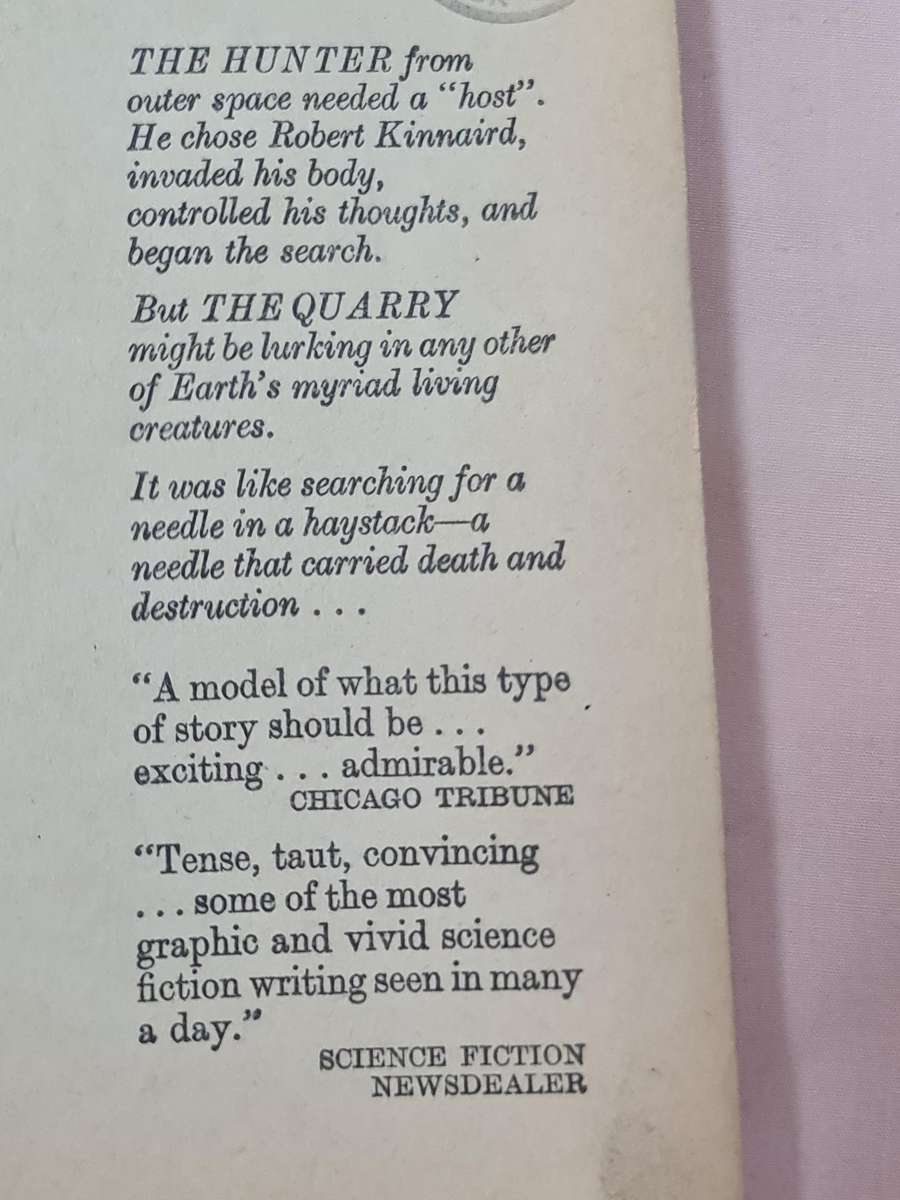 THE HUNTER from
outer space needed a "host".
He chose Robert Kinnaird,
invaded his body,
controlled his thoughts, and
began the search.
But THE QUARRY
might be lurking in any other
of Earth's myriad living
creatures.
It was like searching for a
needle in a haystack—a
needle that carried death and
destruction . . .
"A model of what this type
of story should be . . .
exciting . . . admirable."
CHICAGO TRIBUNE
"Tense, taut, convincing
. . . some of the most
graphic and vivid science
fiction writing seen in many
a day."
SCIENCE FICTION
NEWSDEALER